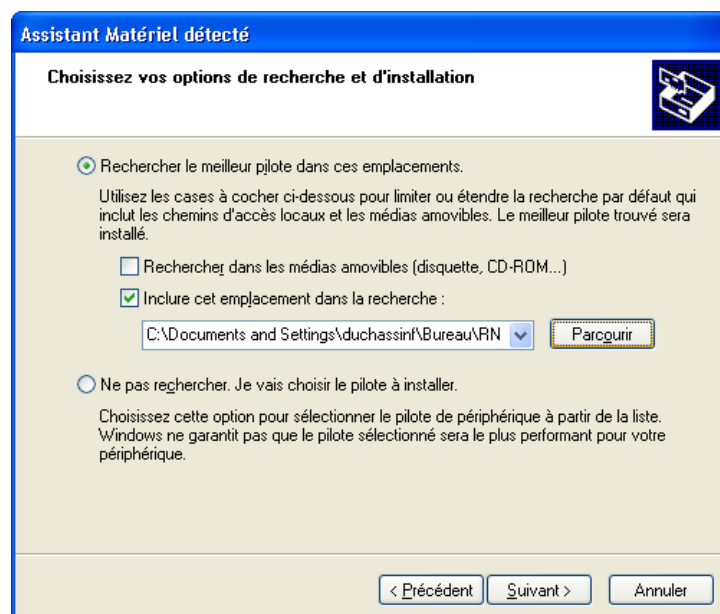 Assistant Matériel détecté
Choisissez vos options de recherche et d'installation
Rechercher le meilleur pilote dans ces emplacements.
Utilisez les cases à cocher ci-dessous pour limiter ou étendre la recherche par défaut qui
inclut les chemins d'accès locaux et les médias amovibles. Le meilleur pilote trouvé sera
installé.
Rechercher dans les médias amovibles (disquette, CD-ROM...)
Inclure cet emplacement dans la recherche :
C:\Documents and Settings\duchassinf\Bureau\RN
Parcourir
Ne pas rechercher. Je vais choisir le pilote à installer.
Choisissez cette option pour sélectionner le pilote de périphérique à partir de la liste.
Windows ne garantit pas que le pilote sélectionné sera le plus performant pour votre
périphérique.
< Précédent Suivant > Annuler